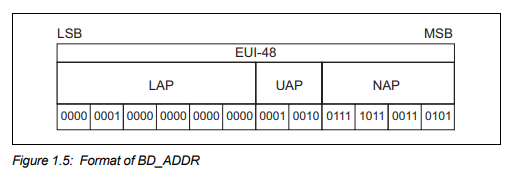 LSB MSB
EUI-48
LAP UAP NAP
0000 0001 0000 0000 0000 0000 0001 0010 0111 1011 0011 0101
Figure 1.5: Format of BD_ADDR